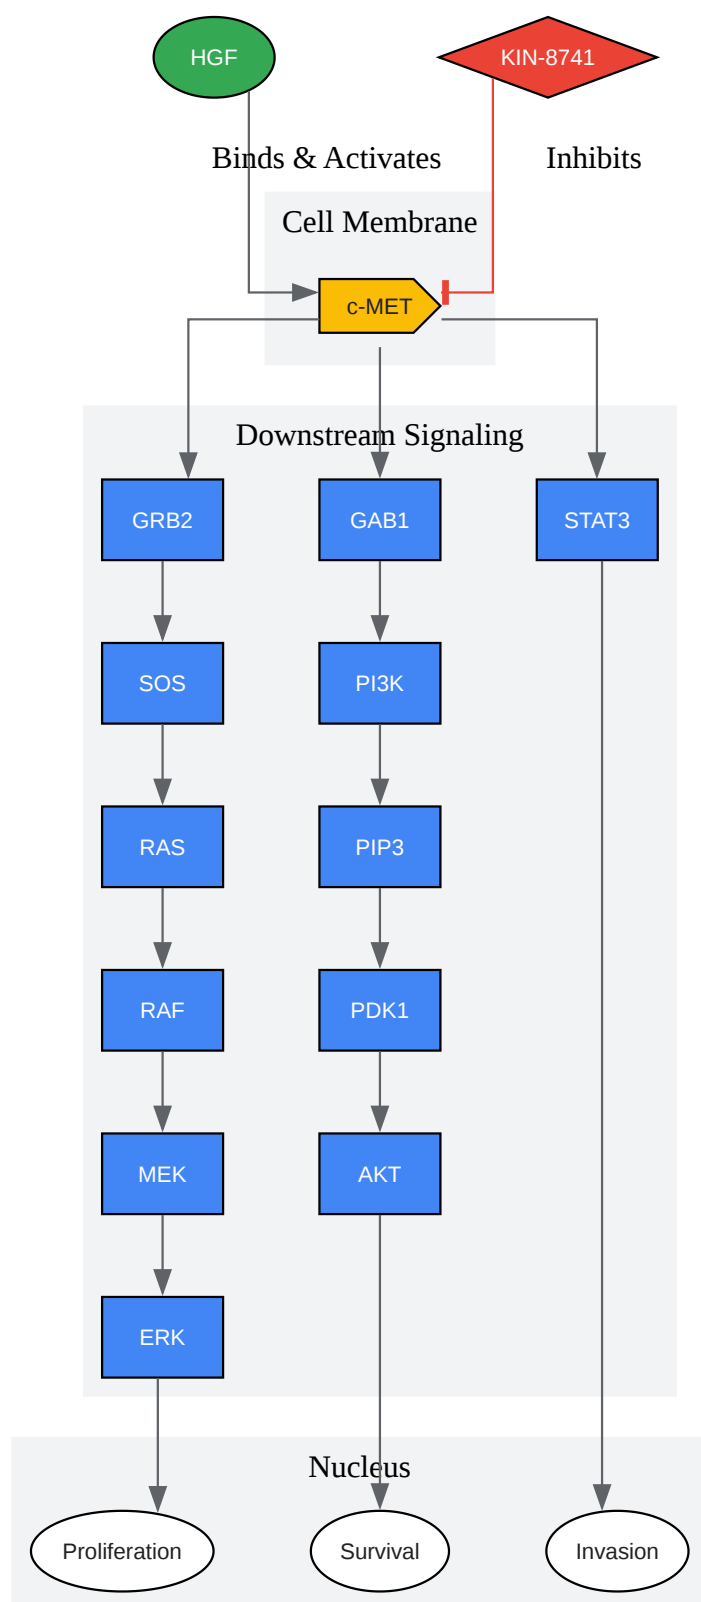 HGF
KIN-8741
Binds & Activates
Inhibits
Cell Membrane
c-MET
Downstream Signaling
GRB2
GAB1
STAT3
SOS
PI3K
RAS
PIP3
RAF
PDK1
MEK
AKT
ERK
Nucleus
Proliferation
Survival
Invasion